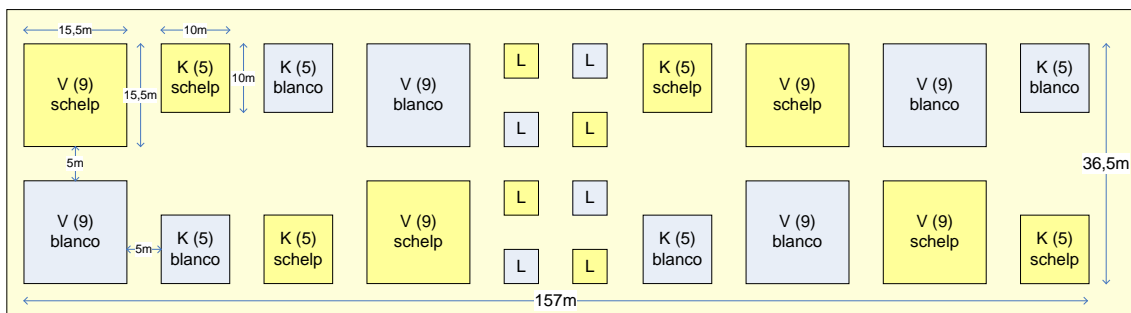 15,5m
10m
V (9)
schelp
15,5m
K (5)
schelp
10m
K (5)
blanco
V (9)
blanco
L
L
K (5)
schelp
V (9)
schelp
V (9)
blanco
K (5)
blanco
L
L
5m
36,5m
V (9)
blanco
5m
K (5)
blanco
K (5)
schelp
V (9)
schelp
L
L
K (5)
blanco
V (9)
blanco
V (9)
schelp
K (5)
schelp
L
L
157m